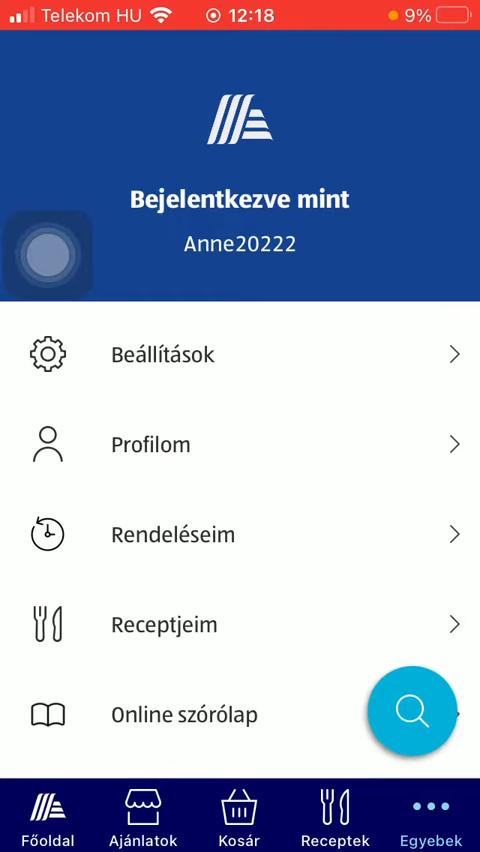 Telekom HU 12:18 9%
Bejelentkezve mint
Anne20222
Beállítások
Profilom
Rendeléseim
Receptjeim
Online szórólap
Főoldal Ajánlatok Kosár Receptek Egyebek